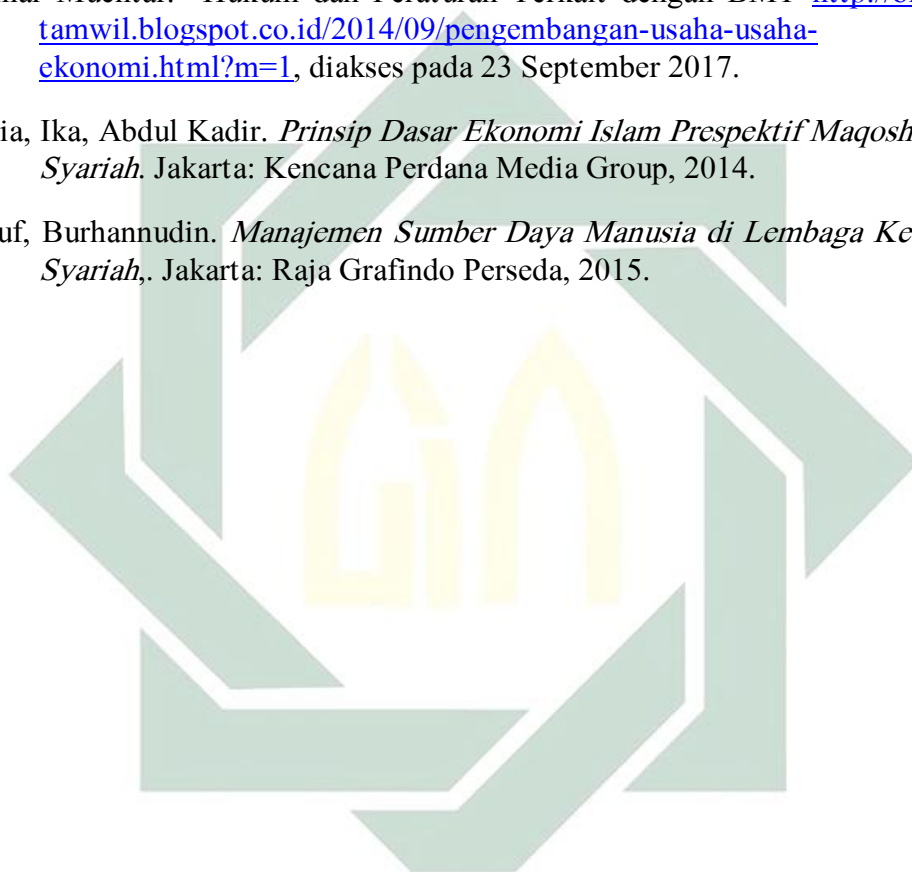 Muchtar. "Hukum dan Peraturan Terkait dengan BMT"
tamwil.blogspot.co.id/2014/09/pengembangan-usaha-usaha-
ekonomi.html?m=1, diakses pada 23 September 2017.
ia, Ika, Abdul Kadir. Prinsip Dasar Ekonomi Islam Prespektif Maqosh
Syariah. Jakarta: Kencana Perdana Media Group, 2014.
uf, Burhannudin. Manajemen Sumber Daya Manusia di Lembaga Ke
Syariah,. Jakarta: Raja Grafindo Perseda, 2015.